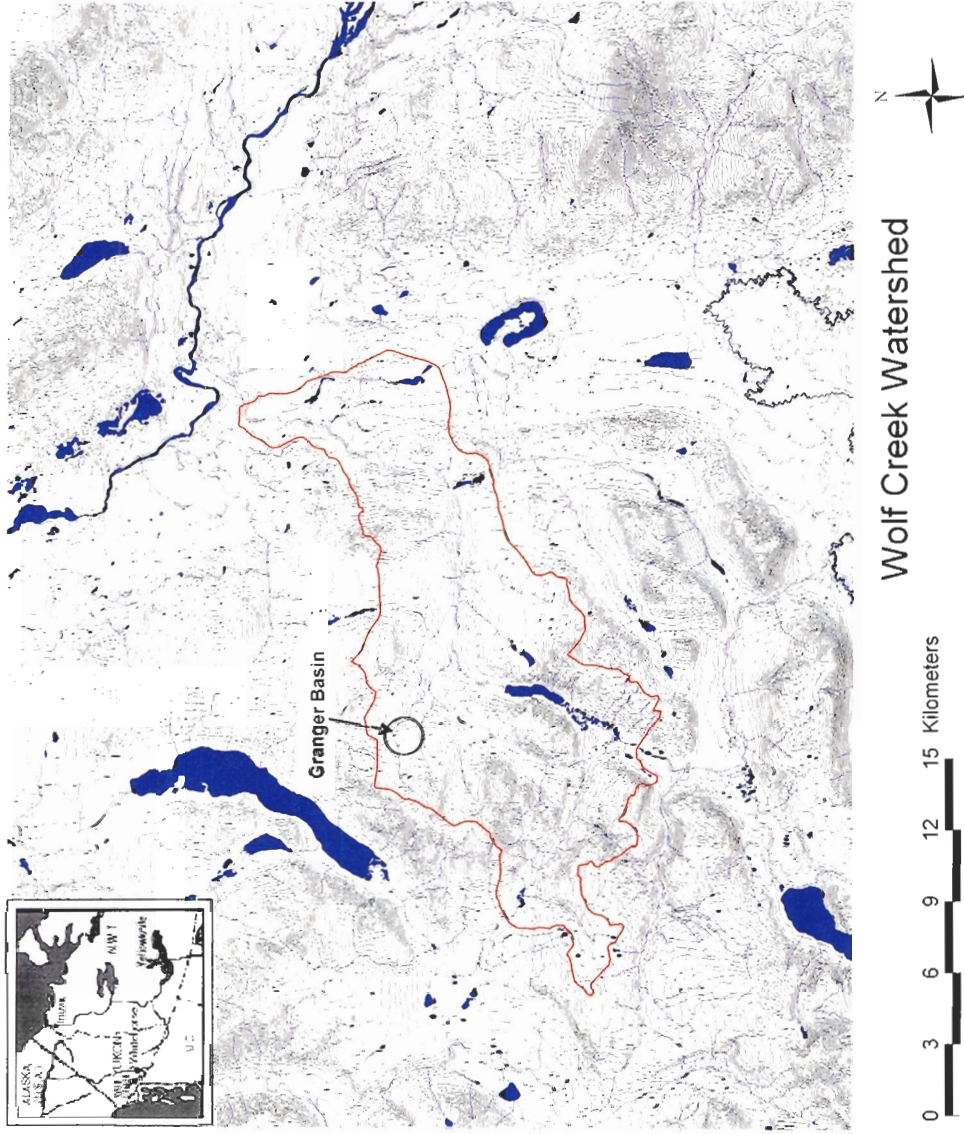 ALASKA
N.W.T
YUKON
Whitehorse
Yellowknife
Granger Basin
N
Wolf Creek Watershed
0 3 6 9 12 15 Kilometers